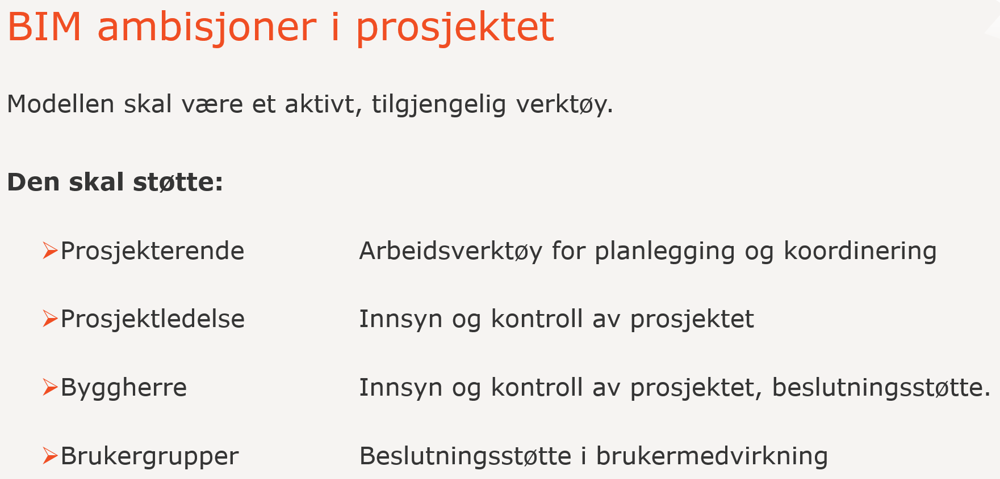 BIM ambisjoner i prosjektet
Modellen skal være et aktivt, tilgjengelig verktøy.
Den skal støtte:
Prosjekterende Arbeidsverktøy for planlegging og koordinering
Prosjektledelse Innsyn og kontroll av prosjektet
Byggherre Innsyn og kontroll av prosjektet, beslutningsstøtte.
Brukergrupper Beslutningsstøtte i brukermedvirkning